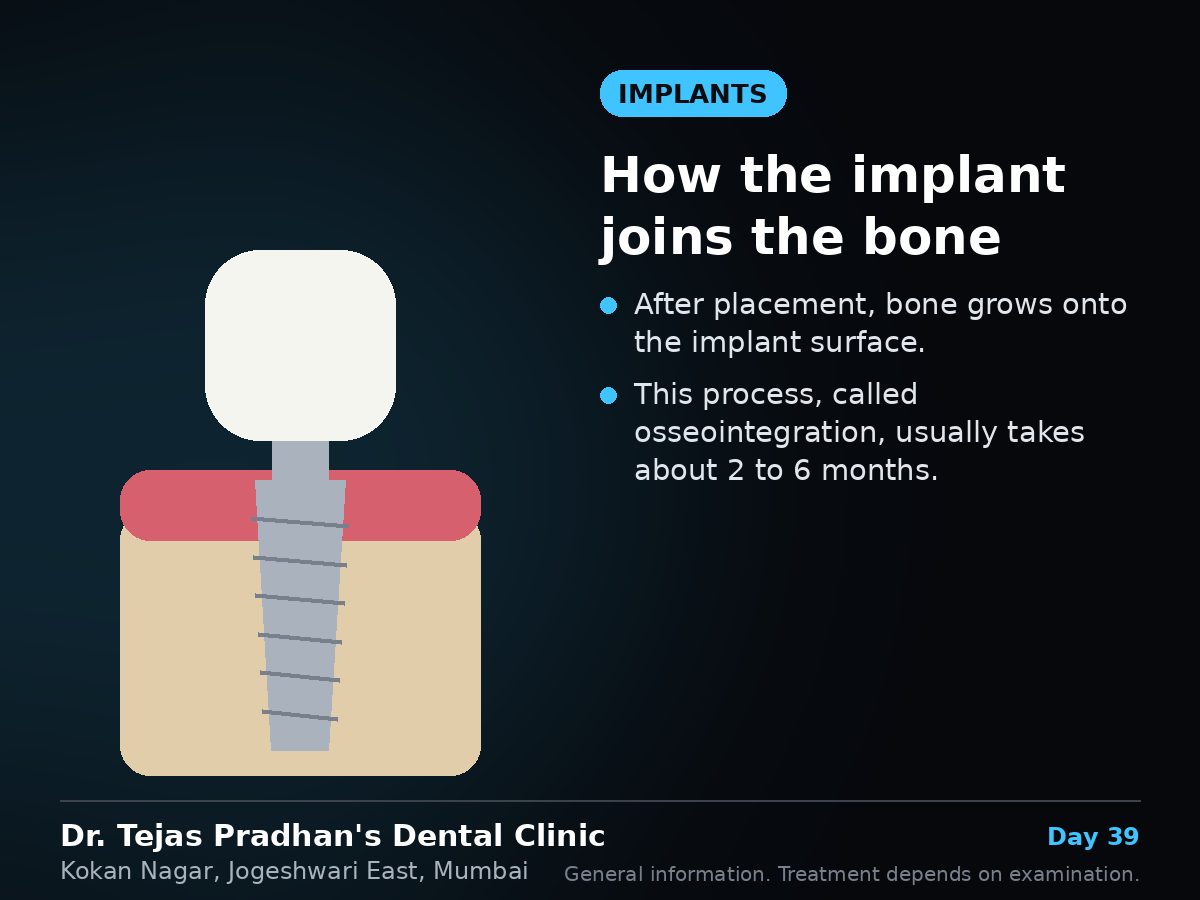 IMPLANTS
How the implant
joins the bone
After placement, bone grows onto
the implant surface.
This process, called
osseointegration, usually takes
about 2 to 6 months.
Dr. Tejas Pradhan's Dental Clinic
Day 39
Kokan Nagar, Jogeshwari East, Mumbai
General information. Treatment depends on examination.